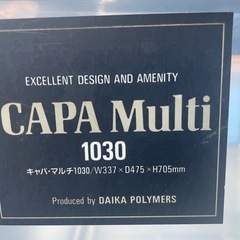 EXCELLENT DESIGN AND AMENITY
CAPA Multi
1030
キャパ・マルチ1030/W337×D475×H705mm
Produced by DAIKA POLYMERS